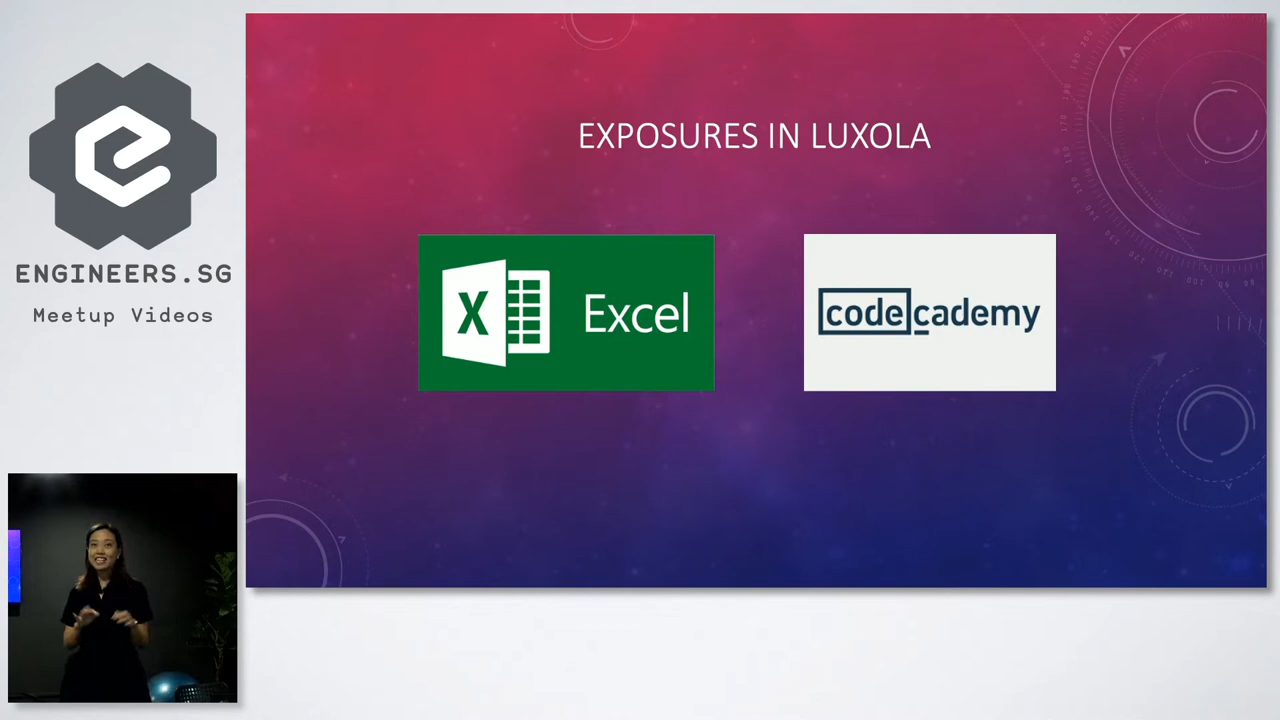 ENGINEERS.SG
Meetup Videos
EXPOSURES IN LUXOLA
X Excel
codecademy